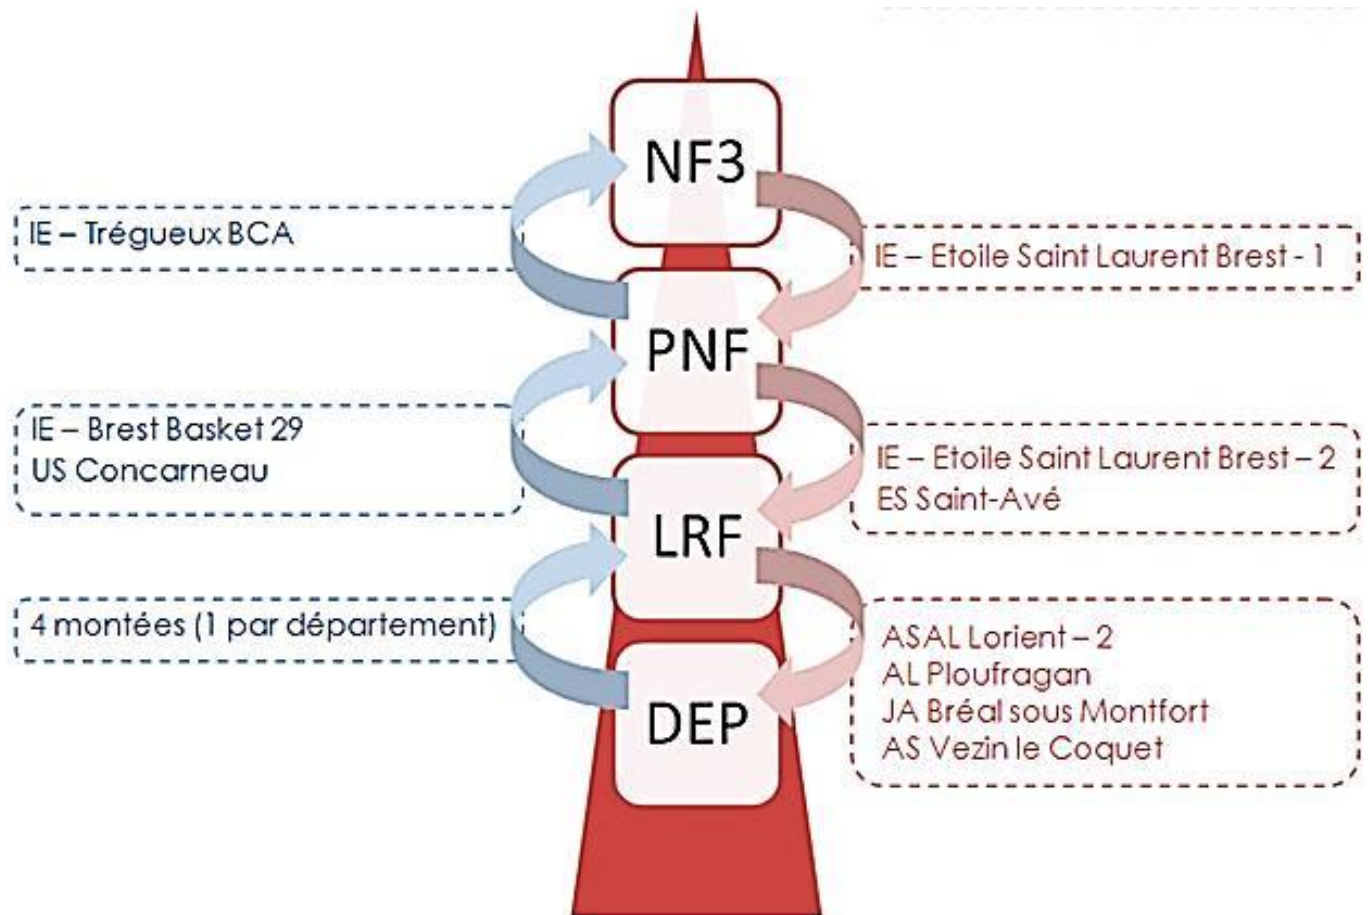 NF3
IE – Trégueux BCA
IE – Etoile Saint Laurent Brest - 1
PNF
IE – Brest Basket 29
US Concarneau
IE – Etoile Saint Laurent Brest – 2
ES Saint-Avé
LRF
4 montées (1 par département)
ASAL Lorient – 2
AL Ploufragan
JA Bréal sous Montfort
AS Vezin le Coquet
DEP